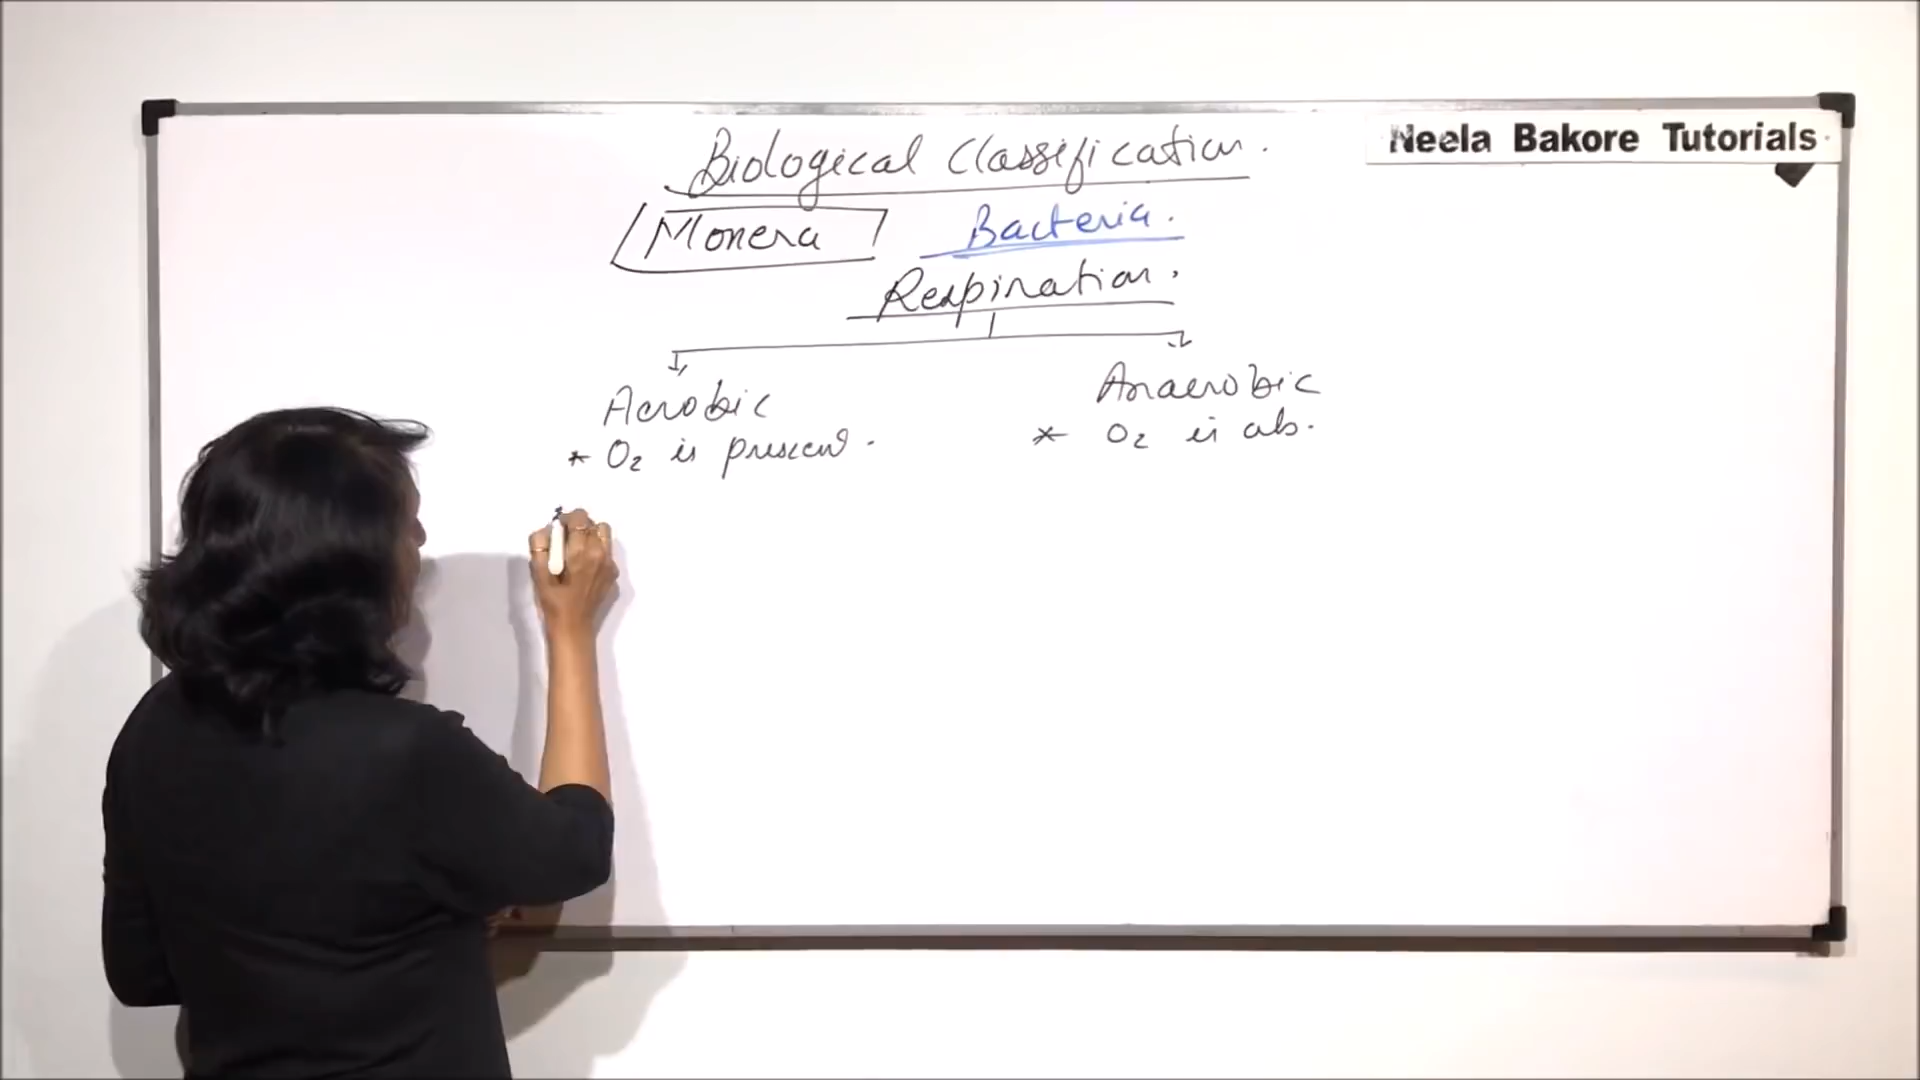 Biological Classification.
Neela Bakore Tutorials
Monera Bacteria.
Respiration.
Aerobic
* O2 is present.
Anaerobic
* O2 is ab.
*